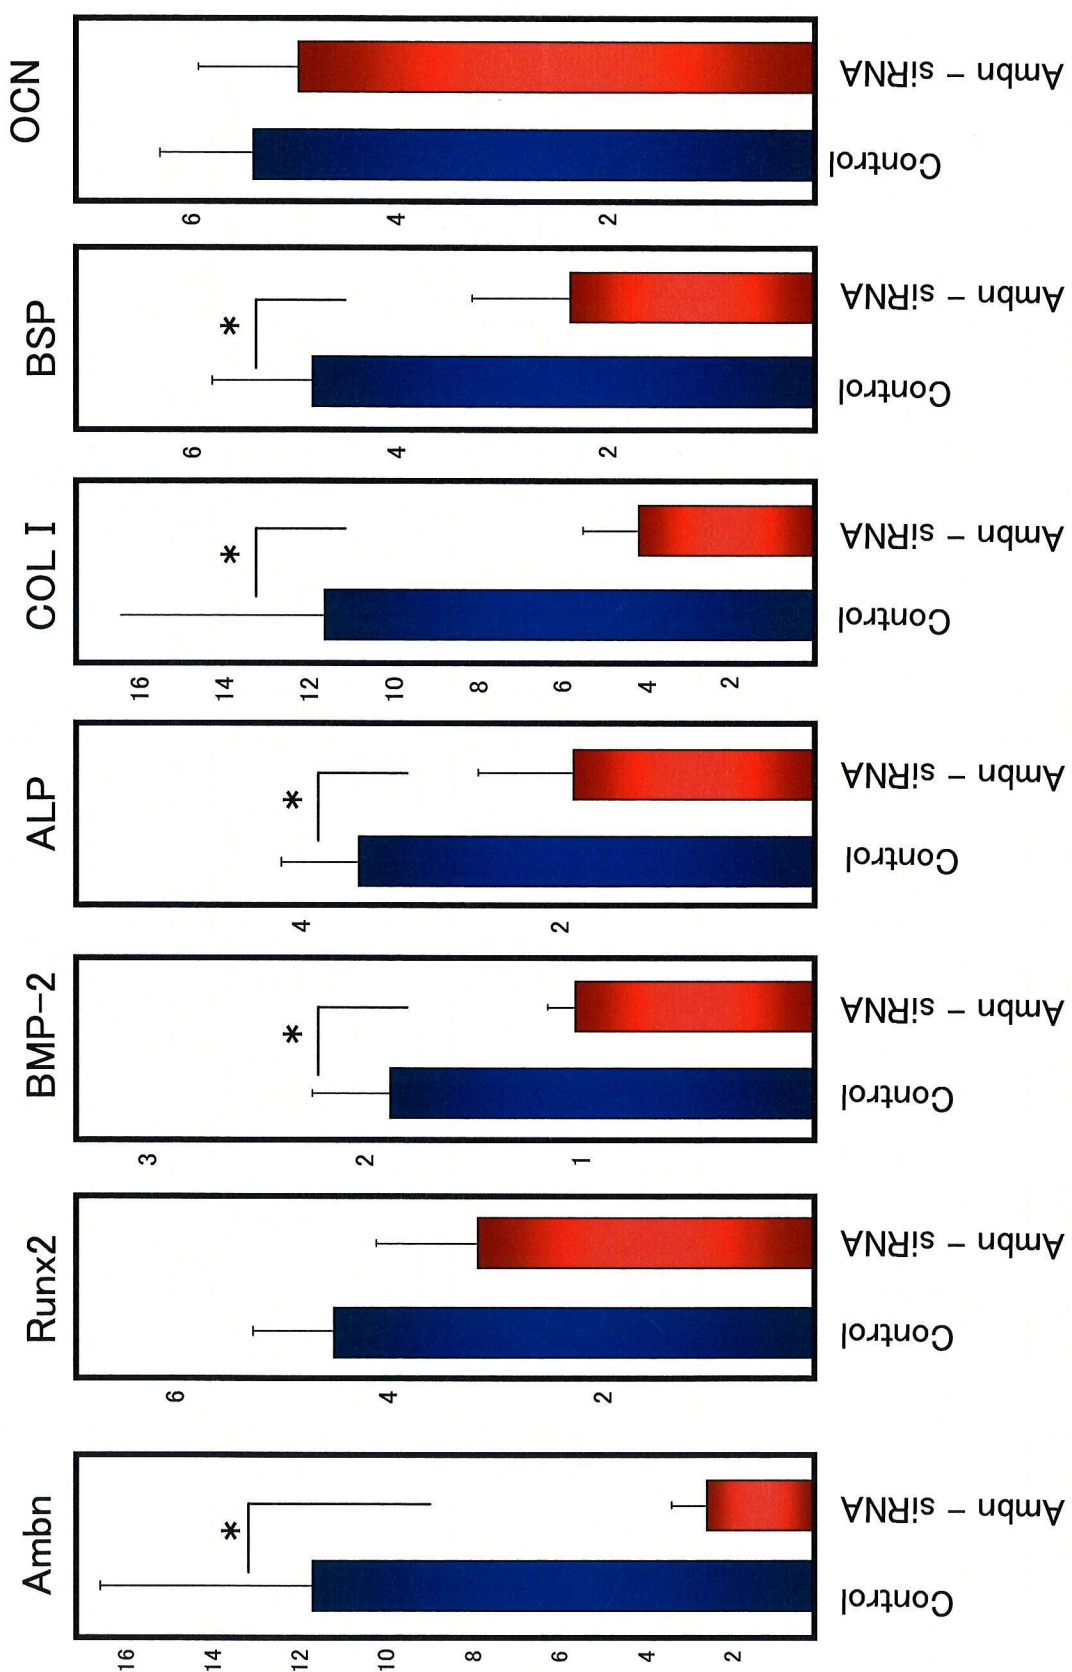 Ambn
*
16
14
12
10
8
6
4
2
Control
Ambn - siRNA
Runx2
6
4
2
Control
Ambn - siRNA
BMP-2
*
3
2
1
Control
Ambn - siRNA
ALP
*
4
2
Control
Ambn - siRNA
COL I
*
16
14
12
10
8
6
4
2
Control
Ambn - siRNA
BSP
*
6
4
2
Control
Ambn - siRNA
OCN
6
4
2
Control
Ambn - siRNA